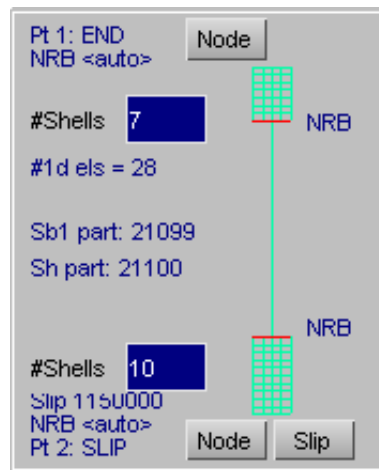 Pt 1: END
Node
NRB <auto>
#Shells 7
NRB
#1d els = 28
Sb1 part: 21099
Sh part: 21100
NRB
#Shells 10
Slip 1150000
NRB <auto>
Pt 2: SLIP
Node
Slip